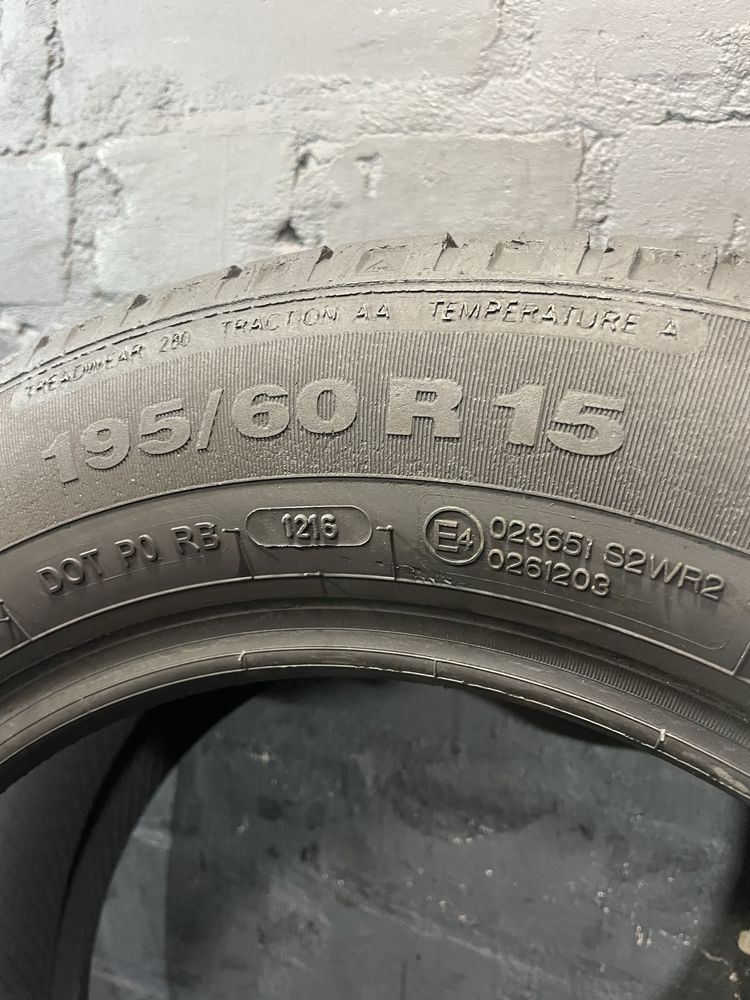 TREADWEAR 280 TRACTION AA TEMPERATURE A
195/60 R 15
DOT P0 RB 1216 E4 023651 S2WR2
0261203